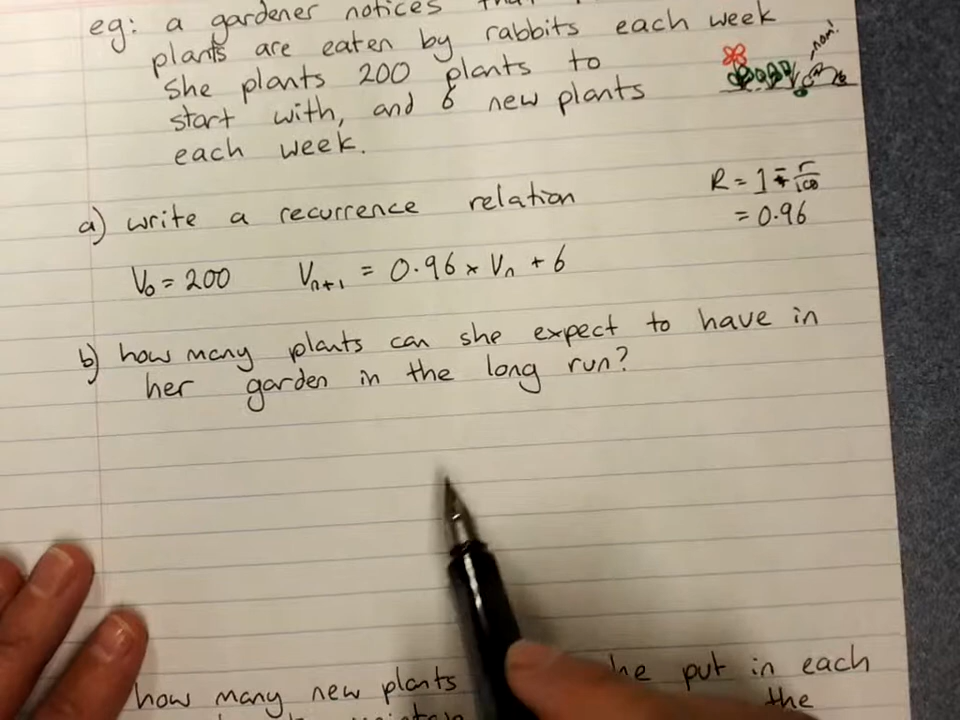 eg: a gardener notices that
plants are eaten by rabbits each week
She plants 200 plants to
start with, and 6 new plants
each week.
nom!
a) write a recurrence relation
R = 1 - r/100
= 0.96
V₀ = 200 Vₙ₊₁ = 0.96 × Vₙ + 6
b) how many plants can she expect to have in
her garden in the long run?
how many new plants he put in each
the